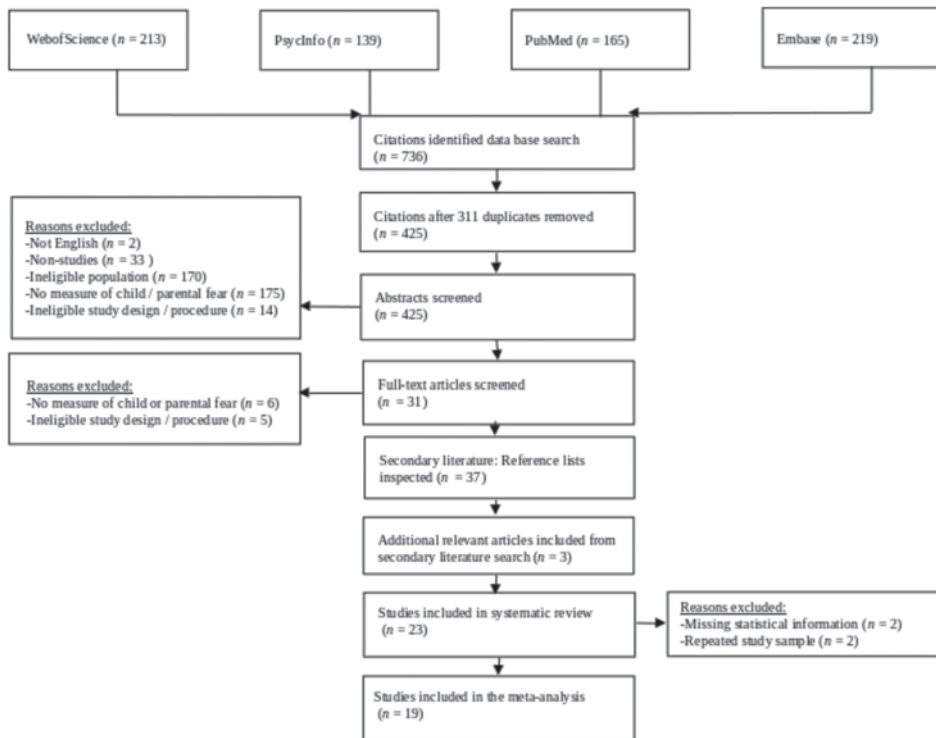 WebofScience (n = 213)
PsycInfo (n = 139)
PubMed (n = 165)
Embase (n = 219)
Citations identified data base search
(n = 736)
Citations after 311 duplicates removed
(n = 425)
Reasons excluded:
-Not English (n = 2)
-Non-studies (n = 33 )
-Ineligible population (n = 170)
-No measure of child / parental fear (n = 175)
-Ineligible study design / procedure (n = 14)
Abstracts screened
(n = 425)
Reasons excluded:
-No measure of child or parental fear (n = 6)
-Ineligible study design / procedure (n = 5)
Full-text articles screened
(n = 31)
Secondary literature: Reference lists
inspected (n = 37)
Additional relevant articles included from
secondary literature search (n = 3)
Studies included in systematic review
(n = 23)
Reasons excluded:
-Missing statistical information (n = 2)
-Repeated study sample (n = 2)
Studies included in the meta-analysis
(n = 19)